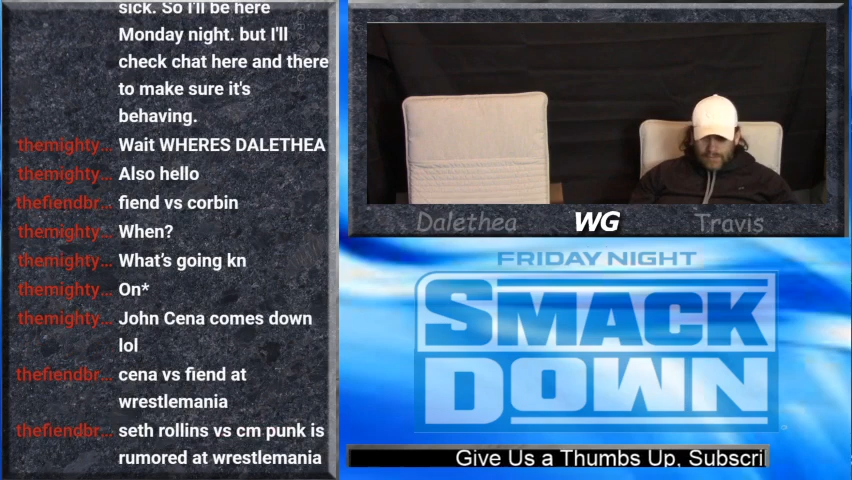 sick. So I'll be here
Monday night. but I'll
check chat here and there
to make sure it's
behaving.
themighty... Wait WHERES DALETHEA
themighty... Also hello
thefiendbr... fiend vs corbin
themighty... When?
themighty... What's going kn
themighty... On*
themighty... John Cena comes down
lol
thefiendbr... cena vs fiend at
wrestlemania
thefiendbr... seth rollins vs cm punk is
rumored at wrestlemania
Dalethea WG Travis
FRIDAY NIGHT
SMACK
DOWN
Give Us a Thumbs Up, Subscri